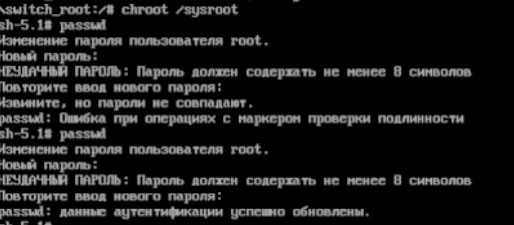 \switch_root:/# chroot /sysroot
sh-5.1# passwd
Изменение пароля пользователя root.
Новый пароль:
НЕУДАЧНЫЙ ПАРОЛЬ: Пароль должен содержать не менее 8 символов
Повторите ввод нового пароля:
Извините, но пароли не совпадают.
passwd: Ошибка при операциях с маркером проверки подлинности
sh-5.1# passwd
Изменение пароля пользователя root.
Новый пароль:
НЕУДАЧНЫЙ ПАРОЛЬ: Пароль должен содержать не менее 8 символов
Повторите ввод нового пароля:
passwd: данные аутентификации успешно обновлены.
sh-5.1#